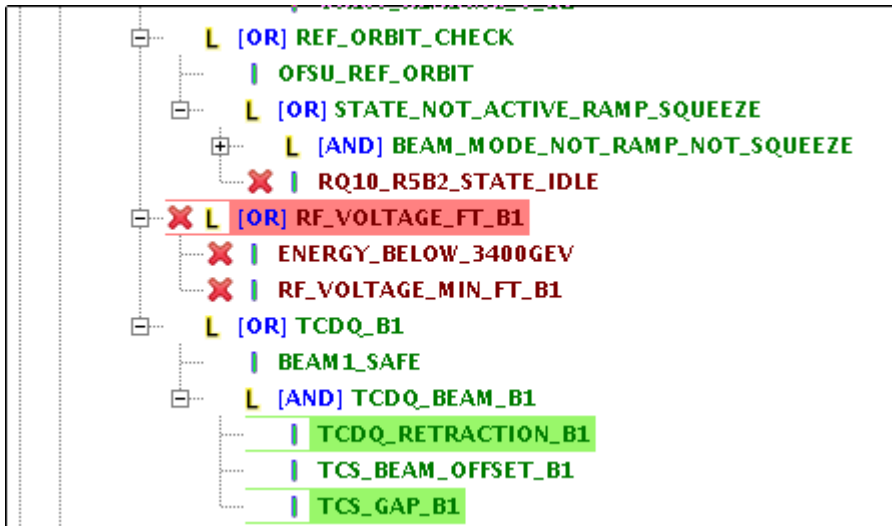 L [OR] REF_ORBIT_CHECK
OFSU_REF_ORBIT
L [OR] STATE_NOT_ACTIVE_RAMP_SQUEEZE
L [AND] BEAM_MODE_NOT_RAMP_NOT_SQUEEZE
RQ10_R5B2_STATE_IDLE
L [OR] RF_VOLTAGE_FT_B1
ENERGY_BELOW_3400GEV
RF_VOLTAGE_MIN_FT_B1
L [OR] TCDQ_B1
BEAM1_SAFE
L [AND] TCDQ_BEAM_B1
TCDQ_RETRACTION_B1
TCS_BEAM_OFFSET_B1
TCS_GAP_B1